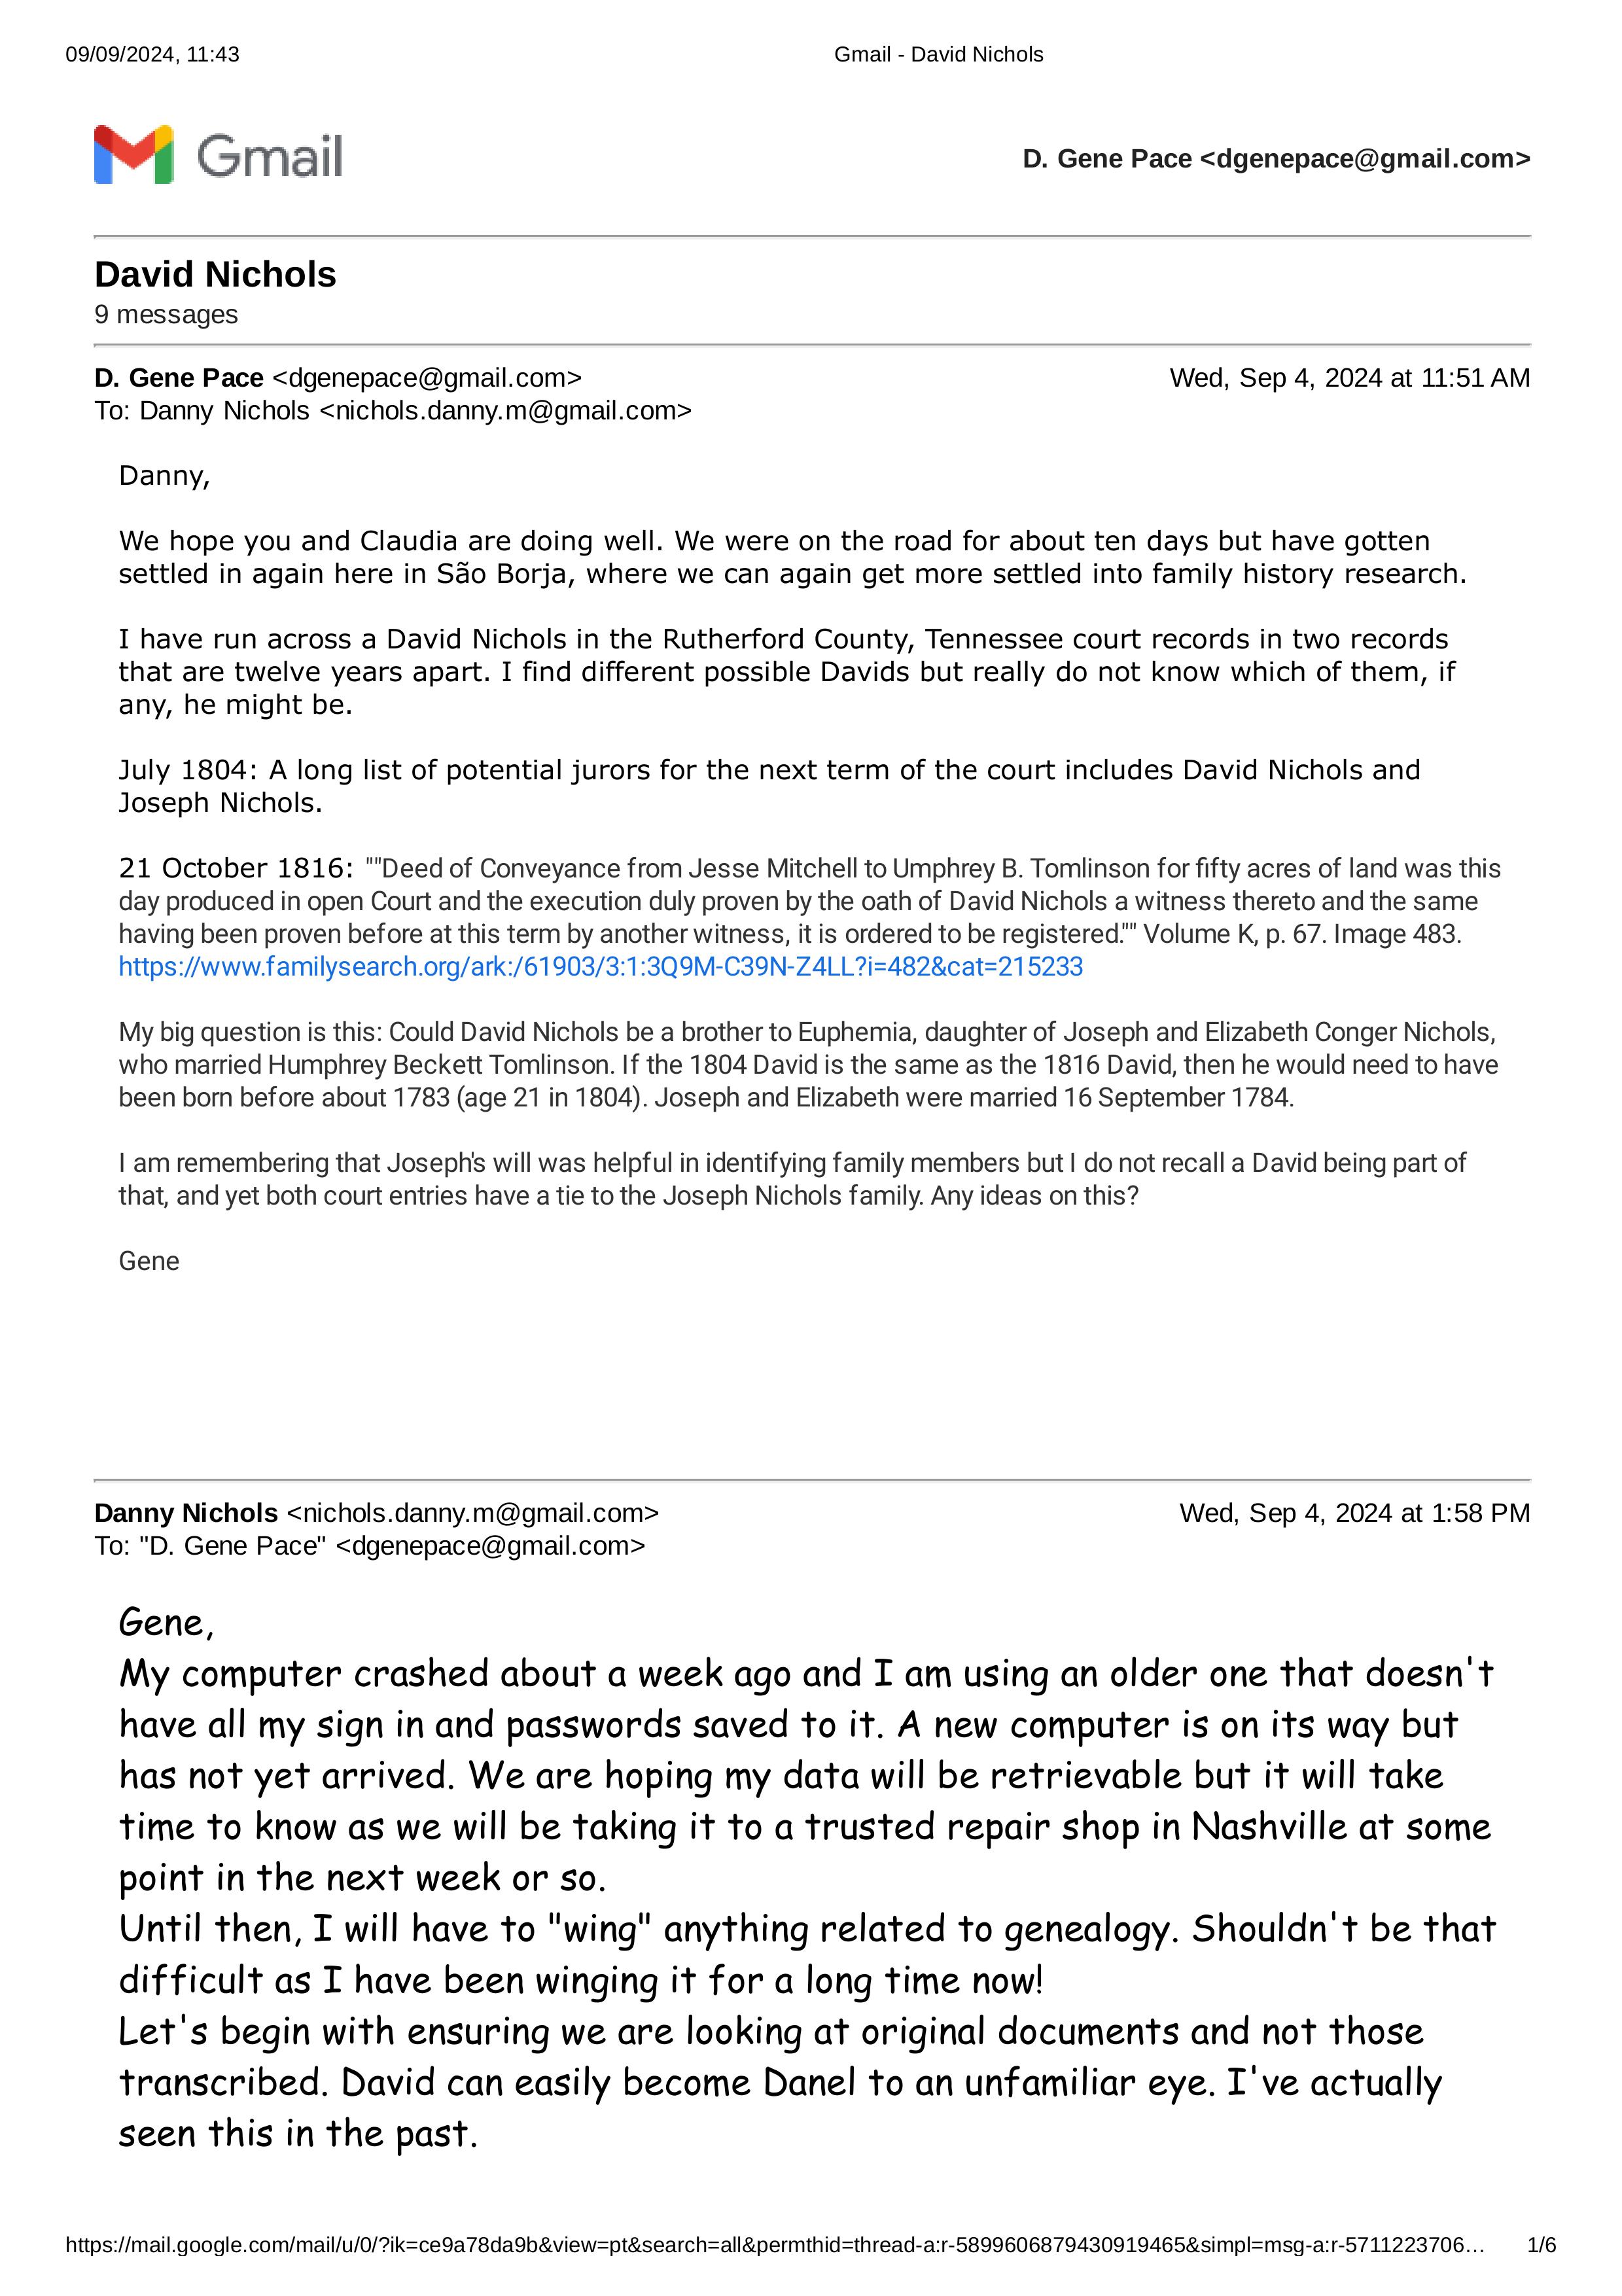 09/09/2024, 11:43
Gmail - David Nichols
Gmail
D. Gene Pace <dgenepace@gmail.com>
David Nichols
9 messages
D. Gene Pace <dgenepace@gmail.com>
Wed, Sep 4, 2024 at 11:51 AM
To: Danny Nichols <nichols.danny.m@gmail.com>
Danny,
We hope you and Claudia are doing well. We were on the road for about ten days but have gotten
settled in again here in São Borja, where we can again get more settled into family history research.
I have run across a David Nichols in the Rutherford County, Tennessee court records in two records
that are twelve years apart. I find different possible Davids but really do not know which of them, if
any, he might be.
July 1804: A long list of potential jurors for the next term of the court includes David Nichols and
Joseph Nichols.
21 October 1816: ""Deed of Conveyance from Jesse Mitchell to Umphrey B. Tomlinson for fifty acres of land was this
day produced in open Court and the execution duly proven by the oath of David Nichols a witness thereto and the same
having been proven before at this term by another witness, it is ordered to be registered."" Volume K, p. 67. Image 483.
https://www.familysearch.org/ark:/61903/3:1:3Q9M-C39N-Z4LL?i=482&cat=215233
My big question is this: Could David Nichols be a brother to Euphemia, daughter of Joseph and Elizabeth Conger Nichols,
who married Humphrey Beckett Tomlinson. If the 1804 David is the same as the 1816 David, then he would need to have
been born before about 1783 (age 21 in 1804). Joseph and Elizabeth were married 16 September 1784.
I am remembering that Joseph's will was helpful in identifying family members but I do not recall a David being part of
that, and yet both court entries have a tie to the Joseph Nichols family. Any ideas on this?
Gene
Danny Nichols <nichols.danny.m@gmail.com>
Wed, Sep 4, 2024 at 1:58 PM
To: "D. Gene Pace" <dgenepace@gmail.com>
Gene,
My computer crashed about a week ago and I am using an older one that doesn't
have all my sign in and passwords saved to it. A new computer is on its way but
has not yet arrived. We are hoping my data will be retrievable but it will take
time to know as we will be taking it to a trusted repair shop in Nashville at some
point in the next week or so.
Until then, I will have to "wing" anything related to genealogy. Shouldn't be that
difficult as I have been winging it for a long time now!
Let's begin with ensuring we are looking at original documents and not those
transcribed. David can easily become Danel to an unfamiliar eye. I've actually
seen this in the past.
https://mail.google.com/mail/u/0/?ik=ce9a78da9b&view=pt&search=all&permthid=thread-a:r-5899606879430919465&simpl=msg-a:r-5711223706…
1/6